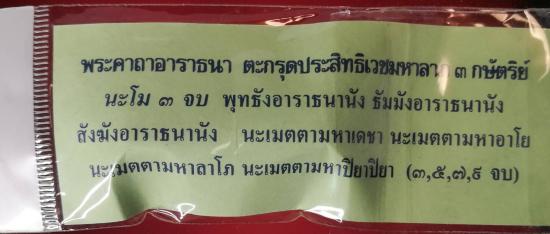 พระคาถาอาราธนา ตะกรุดประสิทธิเวชมหาลาภ ๓ กษัตริย์
นะโม ๓ จบ พุทธังอาราธนานัง ธัมมังอาราธนานัง
สังฆังอาราธนานัง นะเมตตามหาเดชา นะเมตตามหาอาโย
นะเมตตามหาลาโภ นะเมตตามหาปิยาปิยา (๓,๕,๗,๙ จบ)